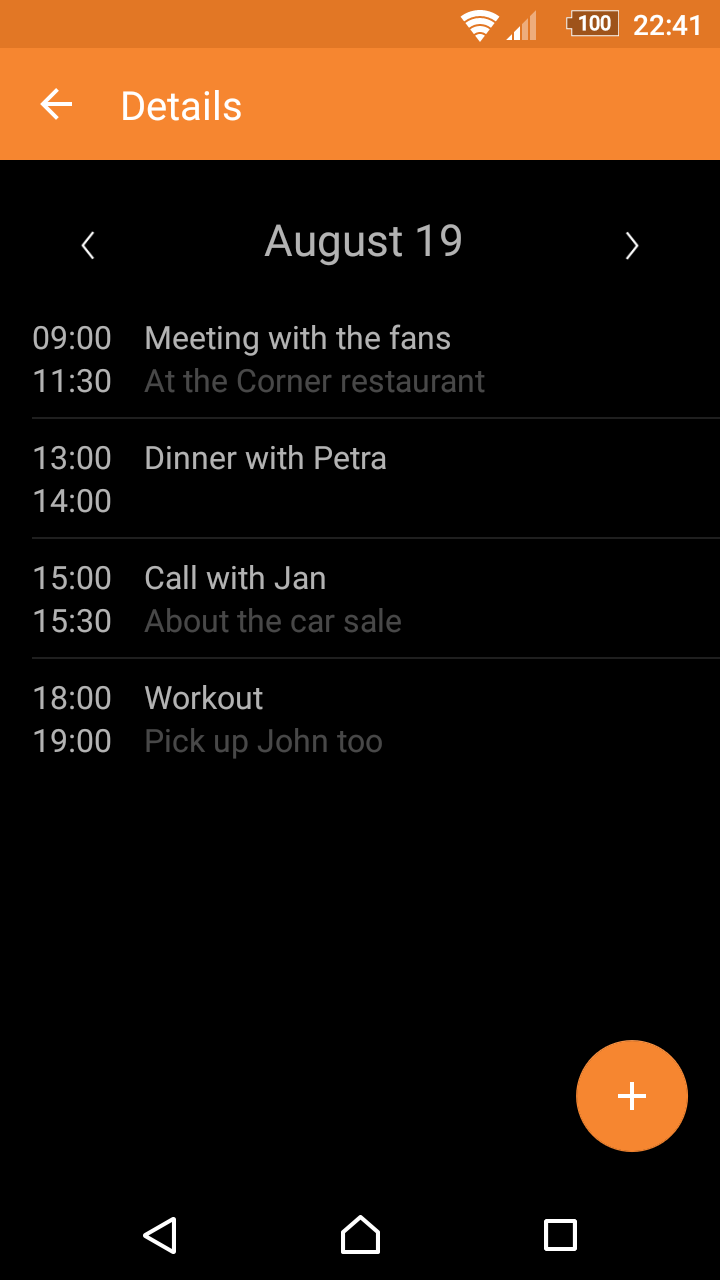 100 22:41
Details
August 19
09:00 Meeting with the fans
11:30 At the Corner restaurant
13:00 Dinner with Petra
14:00
15:00 Call with Jan
15:30 About the car sale
18:00 Workout
19:00 Pick up John too
+